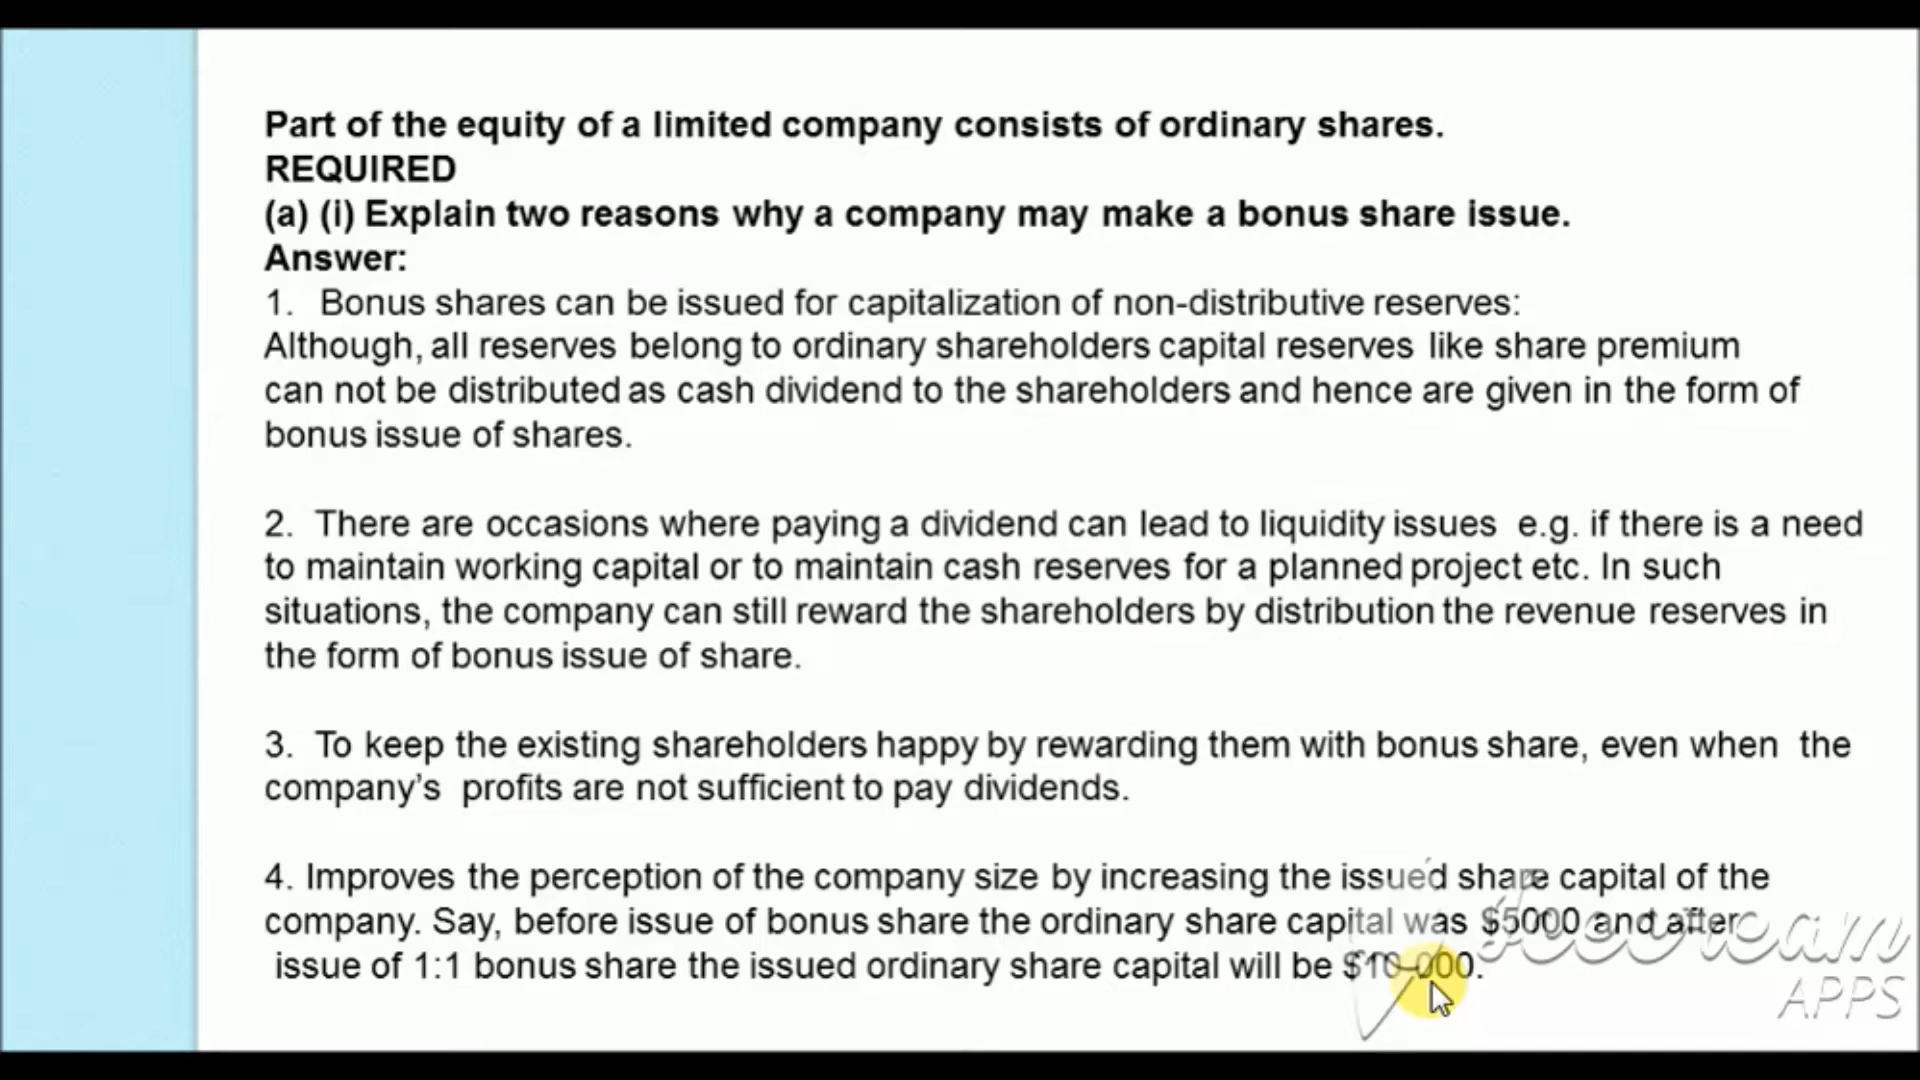 Part of the equity of a limited company consists of ordinary shares.
REQUIRED
(a) (i) Explain two reasons why a company may make a bonus share issue.
Answer:
1. Bonus shares can be issued for capitalization of non-distributive reserves:
Although, all reserves belong to ordinary shareholders capital reserves like share premium
can not be distributed as cash dividend to the shareholders and hence are given in the form of
bonus issue of shares.
2. There are occasions where paying a dividend can lead to liquidity issues e.g. if there is a need
to maintain working capital or to maintain cash reserves for a planned project etc. In such
situations, the company can still reward the shareholders by distribution the revenue reserves in
the form of bonus issue of share.
3. To keep the existing shareholders happy by rewarding them with bonus share, even when the
company's profits are not sufficient to pay dividends.
4. Improves the perception of the company size by increasing the issued share capital of the
company. Say, before issue of bonus share the ordinary share capital was $5000 and after
issue of 1:1 bonus share the issued ordinary share capital will be $10 000.
Icecream
APPS